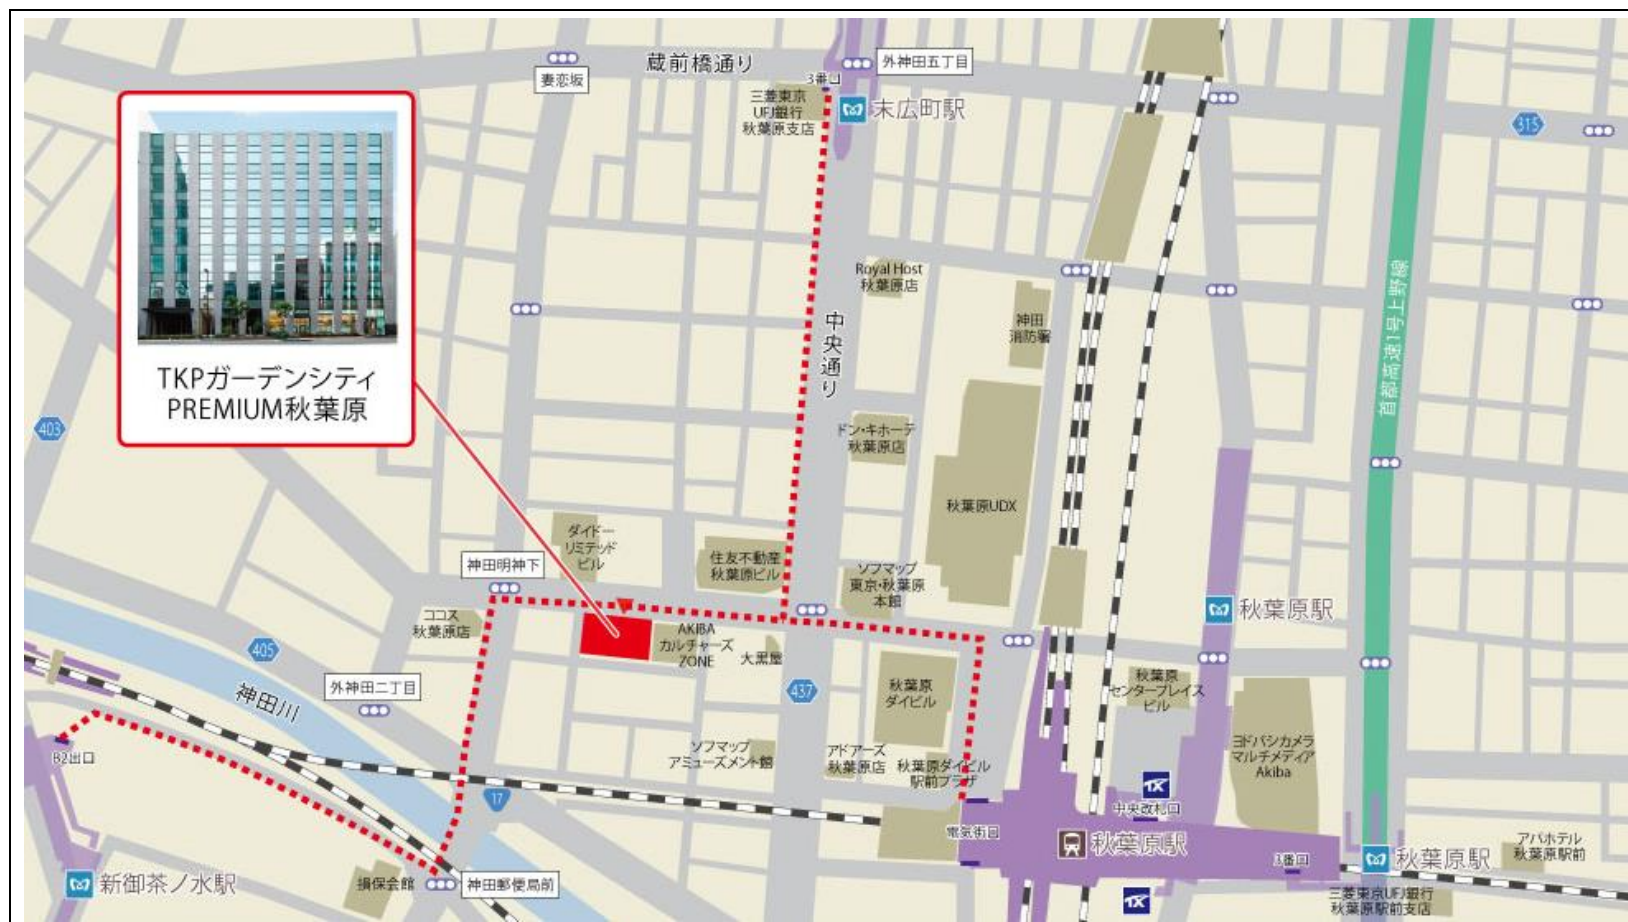 蔵前橋通り
外神田五丁目
妻恋坂
3番口
三菱東京
UFJ銀行
秋葉原支店
末広町駅
315
TKPガーデンシティ
PREMIUM秋葉原
Royal Host
秋葉原店
神田
消防署
中央通り
首都高速1号上野線
403
ドン・キホーテ
秋葉原店
秋葉原UDX
ダイドー
リミテッド
ビル
住友不動産
秋葉原ビル
神田明神下
ソフマップ
東京・秋葉原
本館
秋葉原駅
ココス
秋葉原店
AKIBA
カルチャーズ
ZONE
大黒屋
405
外神田二丁目
神田川
437
秋葉原
ダイビル
秋葉原
センタープレイス
ビル
B2出口
ソフマップ
アミューズメント館
アドアーズ
秋葉原店
秋葉原ダイビル
駅前プラザ
ヨドバシカメラ
マルチメディア
Akiba
17
TX
中央改札口
電気街口
秋葉原駅
3番口
秋葉原駅
アパホテル
秋葉原駅前
新御茶ノ水駅
損保会館
神田郵便局前
TX
三菱東京UFJ銀行
秋葉原駅前支店